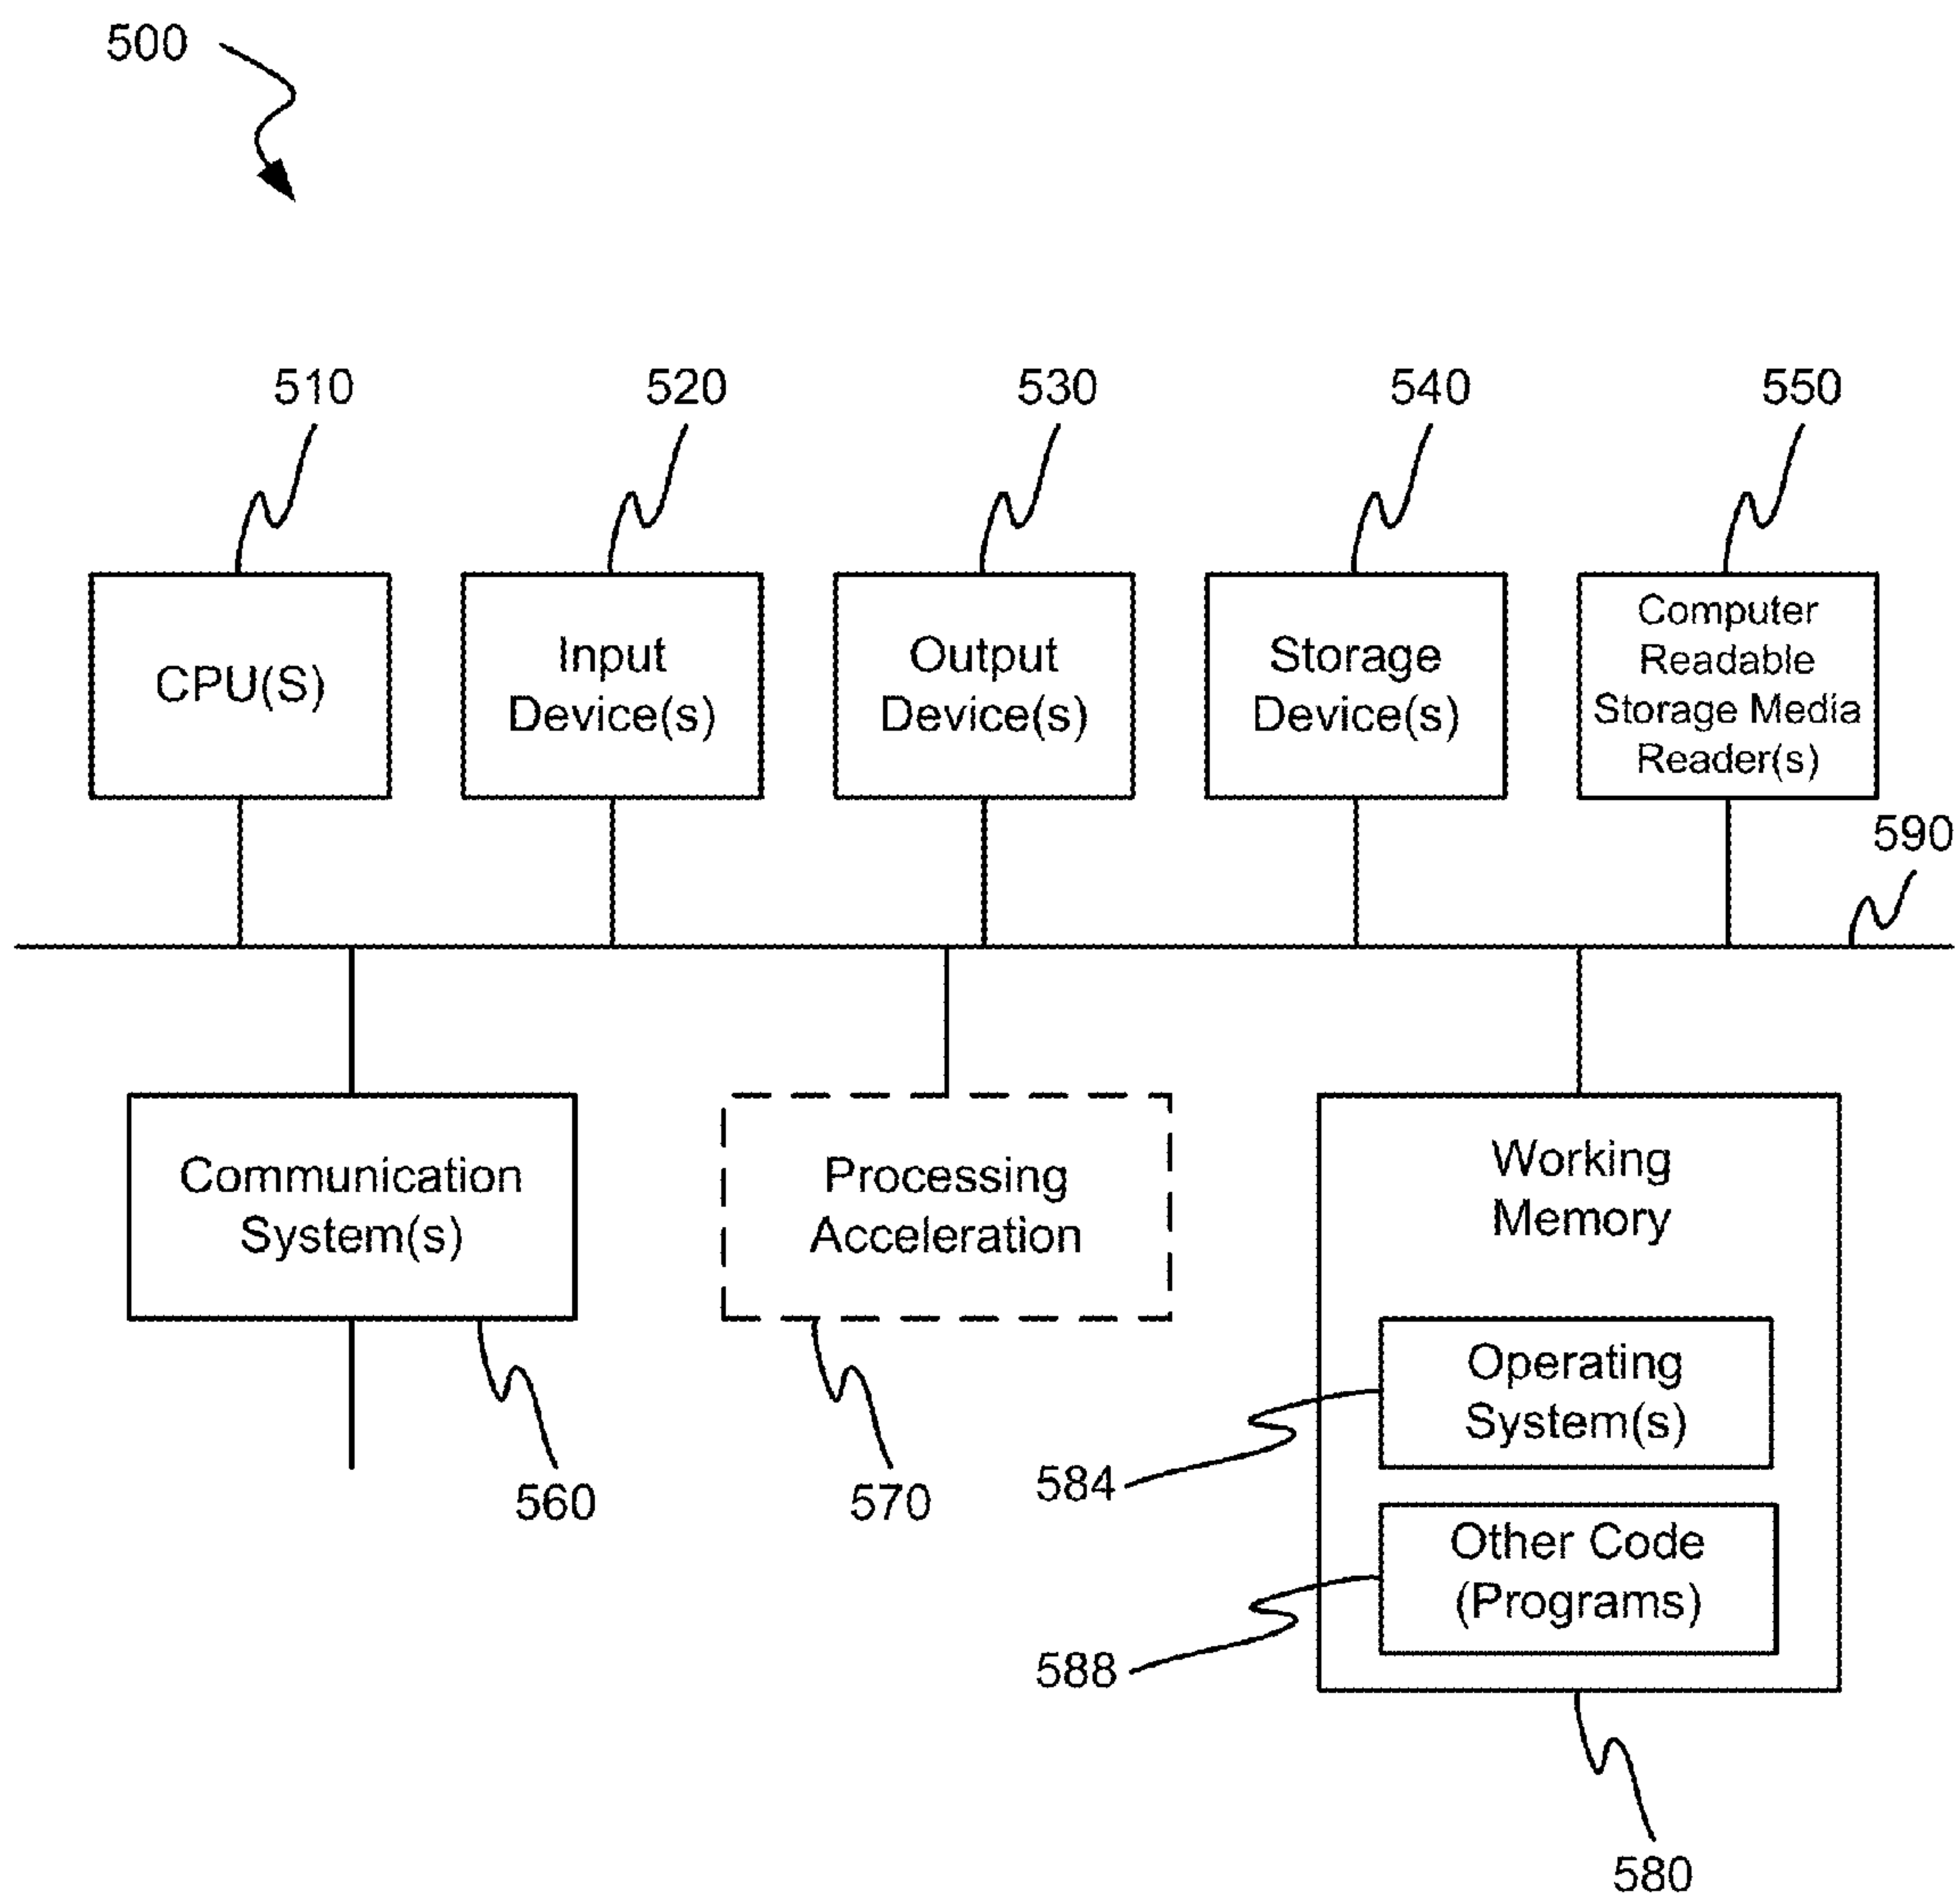 500
510
520
530
540
550
CPU(S)
Input
Device(s)
Output
Device(s)
Storage
Device(s)
Computer
Readable
Storage Media
Reader(s)
590
Communication
System(s)
Processing
Acceleration
Working
Memory
Operating
System(s)
584
560
570
Other Code
(Programs)
588
580